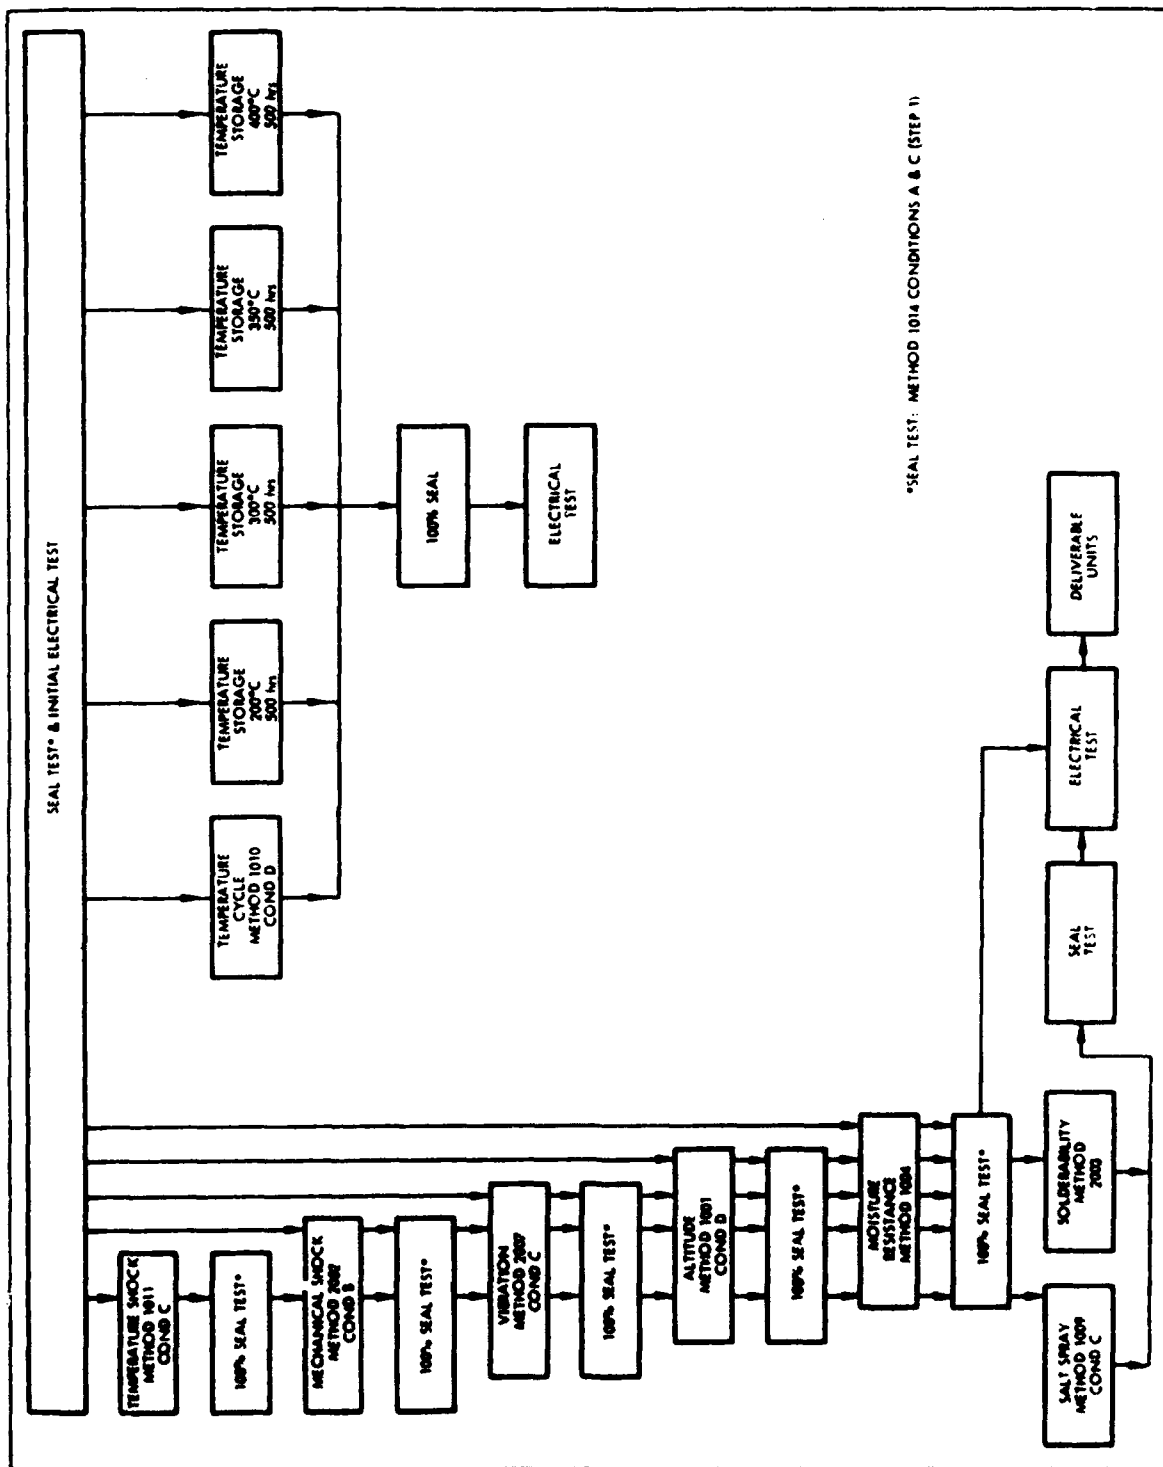 SEAL TEST* & INITIAL ELECTRICAL TEST
TEMPERATURE SHOCK
METHOD 1011
COND C
100% SEAL TEST*
MECHANICAL SHOCK
METHOD 2002
COND B
100% SEAL TEST*
VIBRATION
METHOD 2007
COND C
100% SEAL TEST*
ALTITUDE
METHOD 1001
COND D
100% SEAL TEST*
MOISTURE
RESISTANCE
METHOD 1004
100% SEAL TEST*
SALT SPRAY
METHOD 1009
COND C
SOLDERABILITY
METHOD
2003
SEAL
TEST
ELECTRICAL
TEST
DELIVERABLE
UNITS
TEMPERATURE
CYCLE
METHOD 1010
COND D
TEMPERATURE
STORAGE
200°C
500 hrs
TEMPERATURE
STORAGE
300°C
500 hrs
TEMPERATURE
STORAGE
350°C
500 hrs
TEMPERATURE
STORAGE
400°C
500 hrs
100% SEAL
ELECTRICAL
TEST
*SEAL TEST: METHOD 1014 CONDITIONS A & C (STEP 1)